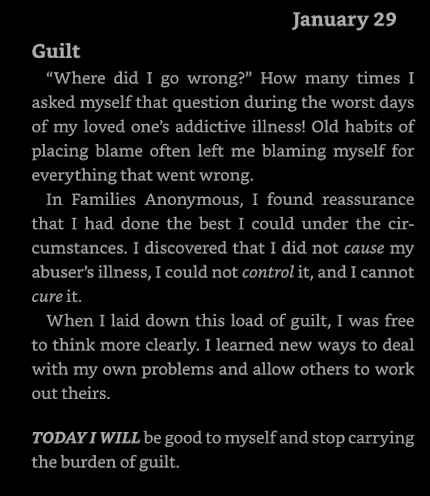 January 29
Guilt
“Where did I go wrong?” How many times I
asked myself that question during the worst days
of my loved one’s addictive illness! Old habits of
placing blame often left me blaming myself for
everything that went wrong.
In Families Anonymous, I found reassurance
that I had done the best I could under the cir-
cumstances. I discovered that I did not cause my
abuser’s illness, I could not control it, and I cannot
cure it.
When I laid down this load of guilt, I was free
to think more clearly. I learned new ways to deal
with my own problems and allow others to work
out theirs.
TODAY I WILL be good to myself and stop carrying
the burden of guilt.